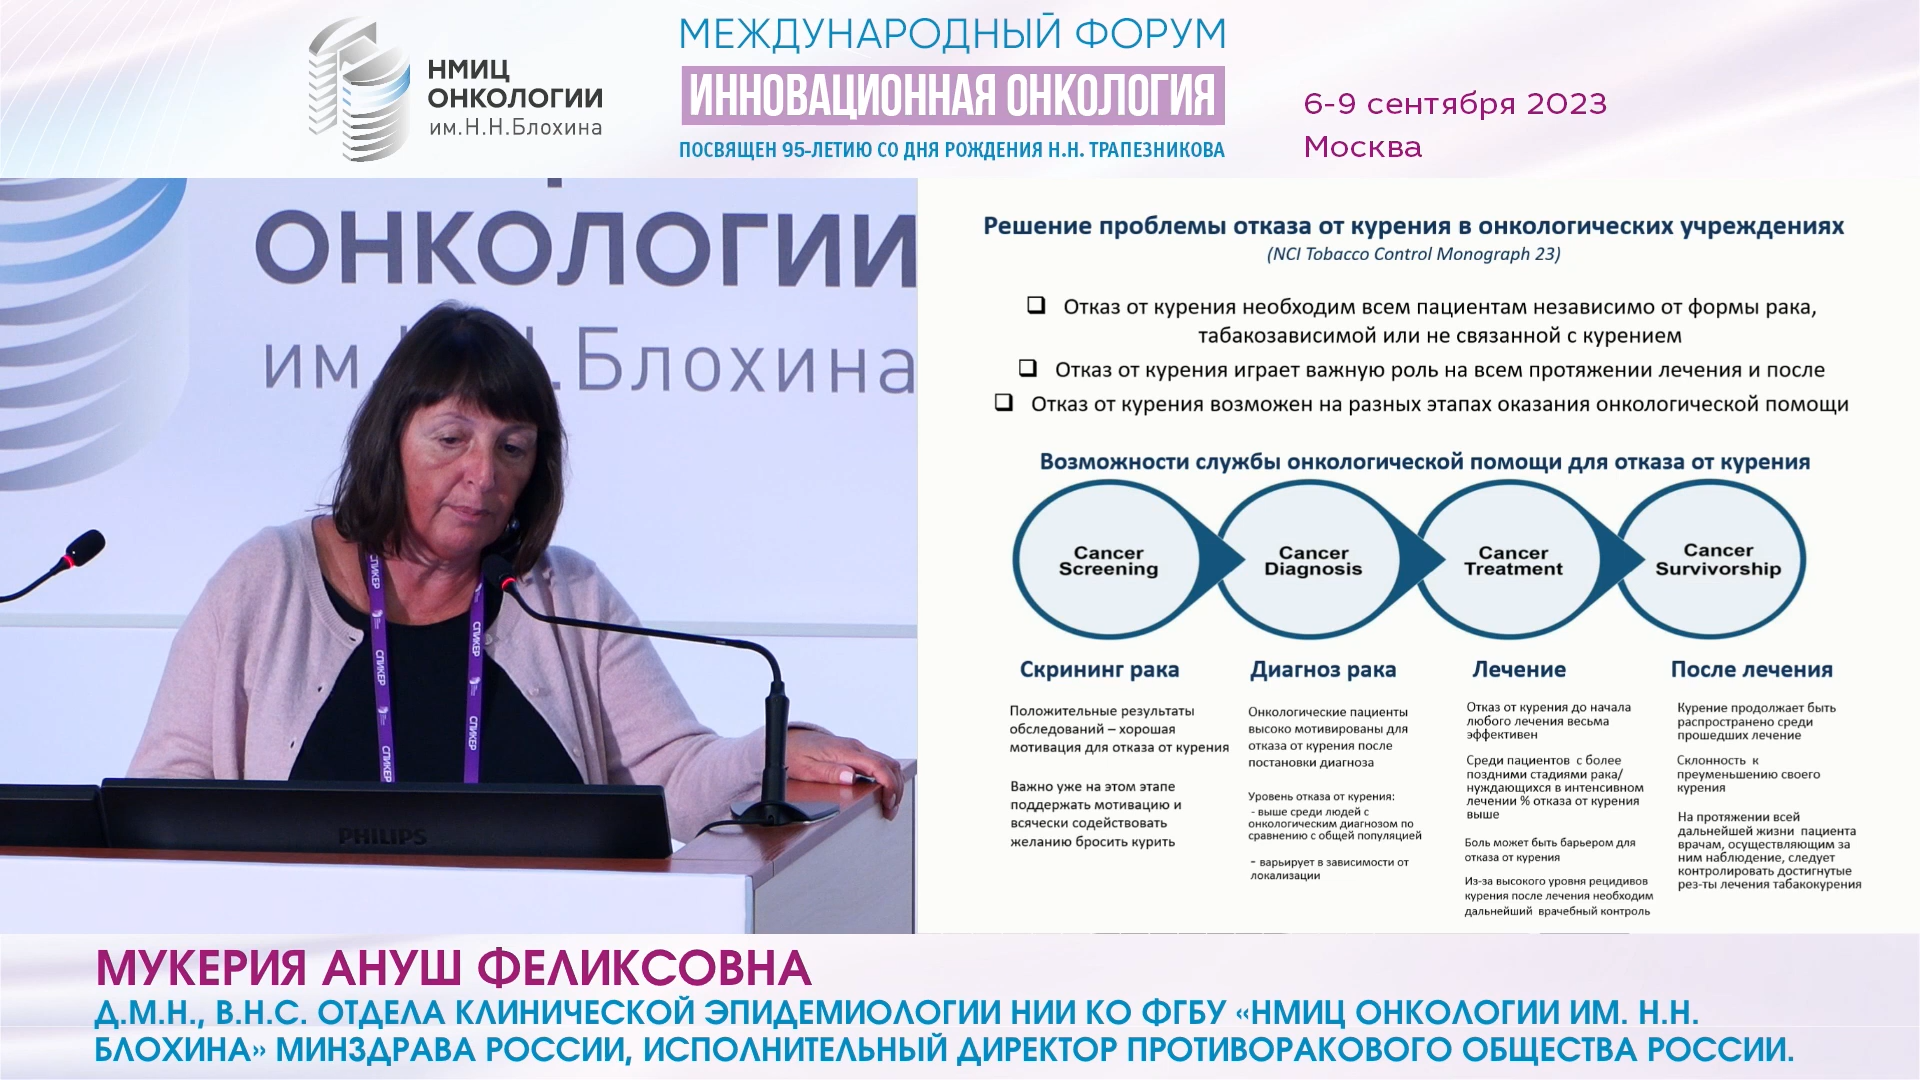 НМИЦ
ОНКОЛОГИИ
им.Н.Н.Блохина
МЕЖДУНАРОДНЫЙ ФОРУМ
ИННОВАЦИОННАЯ ОНКОЛОГИЯ
ПОСВЯЩЕН 95-ЛЕТИЮ СО ДНЯ РОЖДЕНИЯ Н.Н. ТРАПЕЗНИКОВА
6-9 сентября 2023
Москва
ОНКОЛОГИИ
им. .Блохина
СПИКЕР
СПИКЕР
СПИКЕР
СПИКЕР
СПИКЕР
PHILIPS
Решение проблемы отказа от курения в онкологических учреждениях
(NCI Tobacco Control Monograph 23)
Отказ от курения необходим всем пациентам независимо от формы рака,
табакозависимой или не связанной с курением
Отказ от курения играет важную роль на всем протяжении лечения и после
Отказ от курения возможен на разных этапах оказания онкологической помощи
Возможности службы онкологической помощи для отказа от курения
Cancer
Screening
Cancer
Diagnosis
Cancer
Treatment
Cancer
Survivorship
Скрининг рака
Положительные результаты
обследований – хорошая
мотивация для отказа от курения
Важно уже на этом этапе
поддержать мотивацию и
всячески содействовать
желанию бросить курить
Диагноз рака
Онкологические пациенты
высоко мотивированы для
отказа от курения после
постановки диагноза
Уровень отказа от курения:
- выше среди людей с
онкологическим диагнозом по
сравнению с общей популяцией
- варьирует в зависимости от
локализации
Лечение
Отказ от курения до начала
любого лечения весьма
эффективен
Среди пациентов с более
поздними стадиями рака/
нуждающихся в интенсивном
лечении % отказа от курения
выше
Боль может быть барьером для
отказа от курения
Из-за высокого уровня рецидивов
курения после лечения необходим
дальнейший врачебный контроль
После лечения
Курение продолжает быть
распространено среди
прошедших лечение
Склонность к
преуменьшению своего
курения
На протяжении всей
дальнейшей жизни пациента
врачам, осуществляющим за
ним наблюдение, следует
контролировать достигнутые
рез-ты лечения табакокурения
МУКЕРИЯ АНУШ ФЕЛИКСОВНА
Д.М.Н., В.Н.С. ОТДЕЛА КЛИНИЧЕСКОЙ ЭПИДЕМИОЛОГИИ НИИ КО ФГБУ «НМИЦ ОНКОЛОГИИ ИМ. Н.Н.
БЛОХИНА» МИНЗДРАВА РОССИИ, ИСПОЛНИТЕЛЬНЫЙ ДИРЕКТОР ПРОТИВОРАКОВОГО ОБЩЕСТВА РОССИИ.